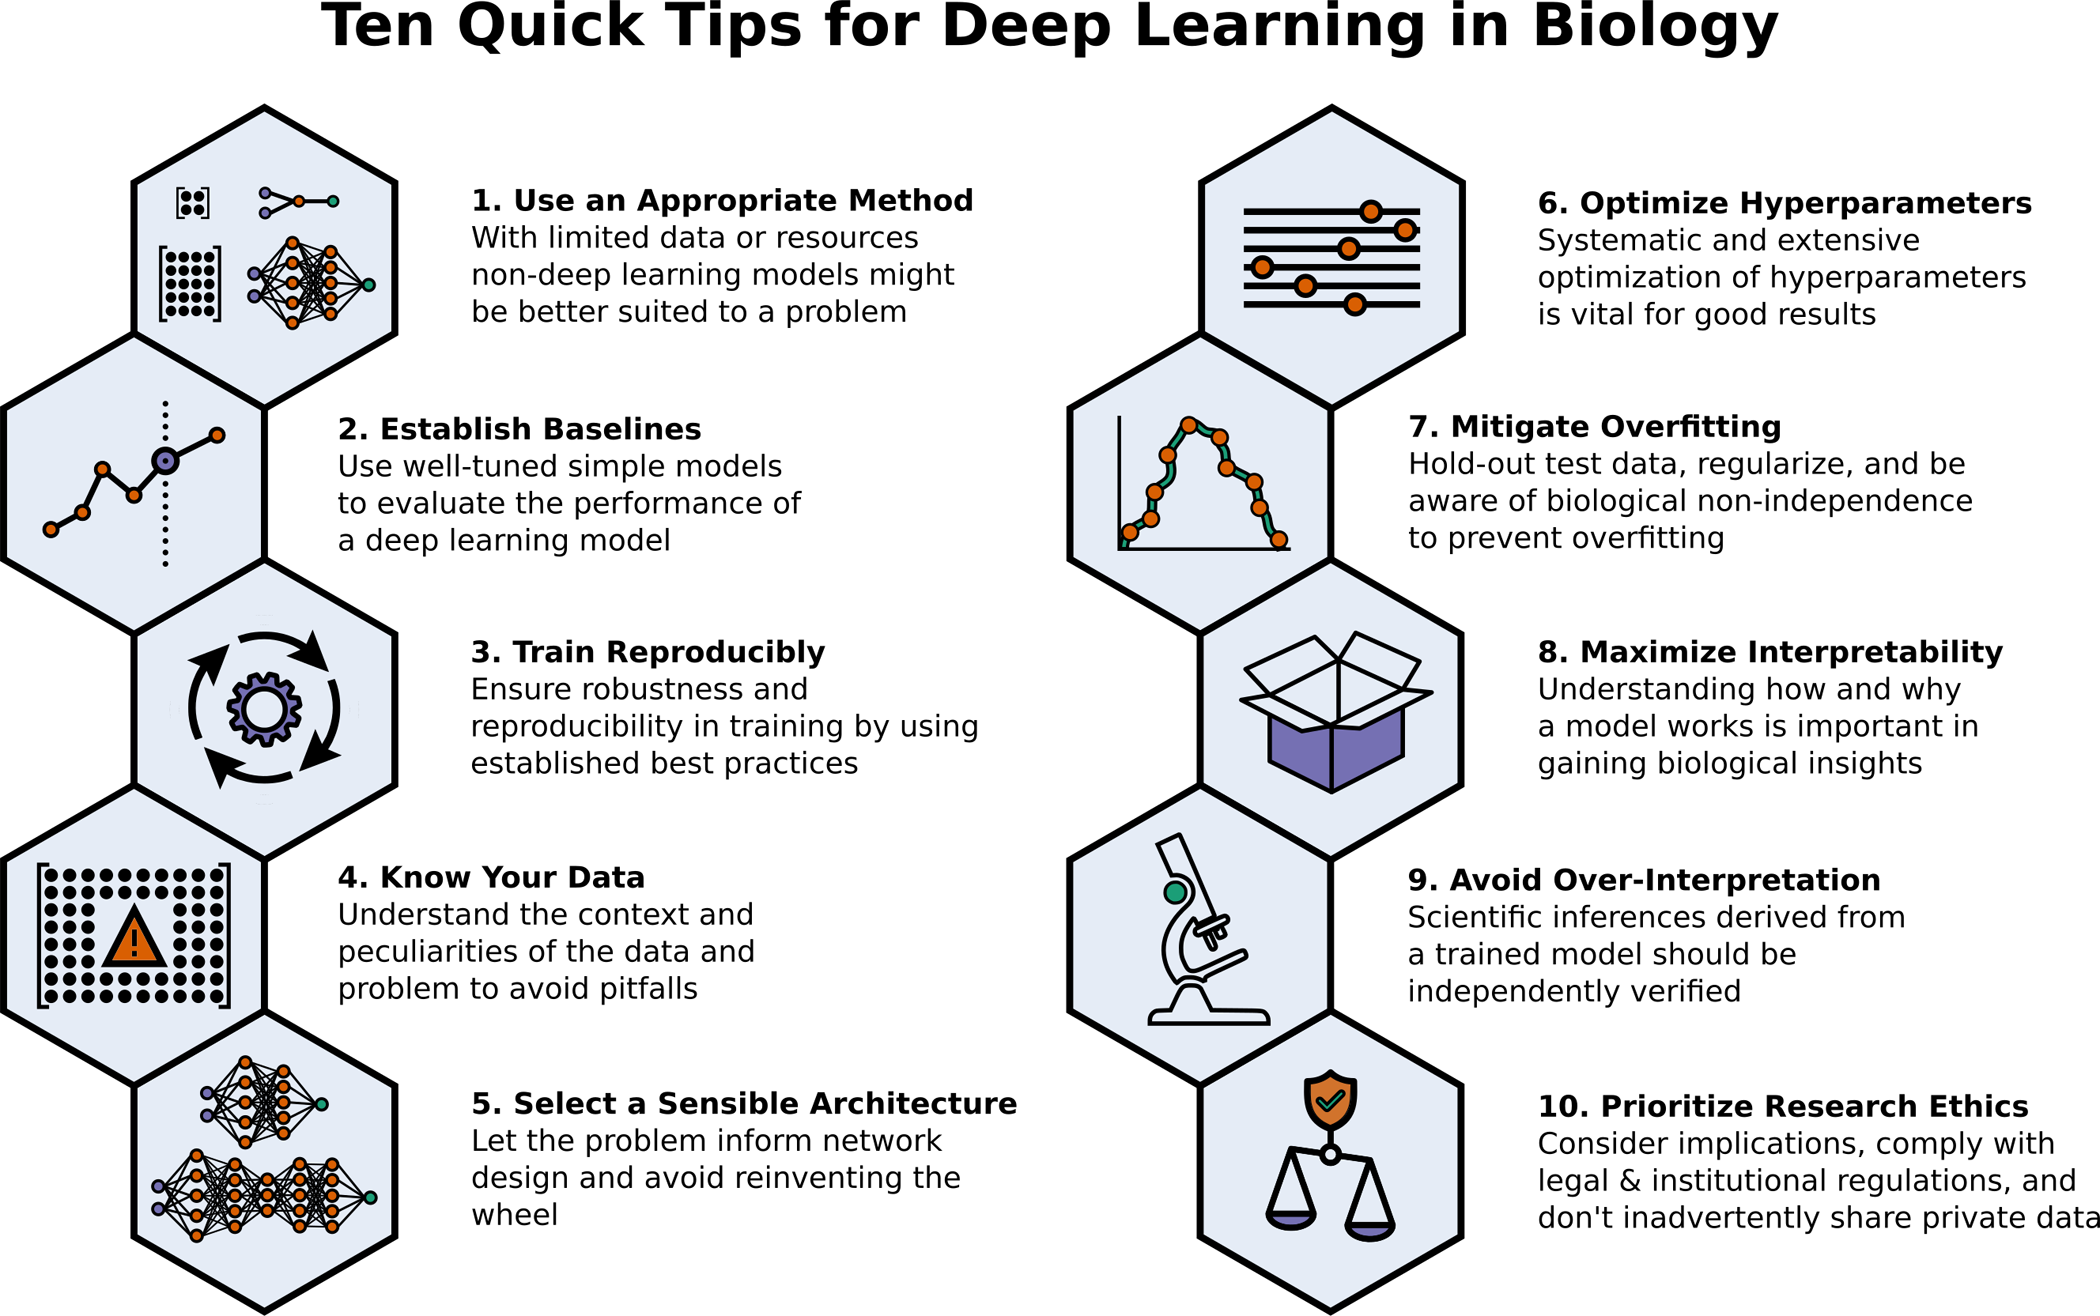 Ten Quick Tips for Deep Learning in Biology
1. Use an Appropriate Method
With limited data or resources
non-deep learning models might
be better suited to a problem
2. Establish Baselines
Use well-tuned simple models
to evaluate the performance of
a deep learning model
3. Train Reproducibly
Ensure robustness and
reproducibility in training by using
established best practices
4. Know Your Data
Understand the context and
peculiarities of the data and
problem to avoid pitfalls
5. Select a Sensible Architecture
Let the problem inform network
design and avoid reinventing the
wheel
6. Optimize Hyperparameters
Systematic and extensive
optimization of hyperparameters
is vital for good results
7. Mitigate Overfitting
Hold-out test data, regularize, and be
aware of biological non-independence
to prevent overfitting
8. Maximize Interpretability
Understanding how and why
a model works is important in
gaining biological insights
9. Avoid Over-Interpretation
Scientific inferences derived from
a trained model should be
independently verified
10. Prioritize Research Ethics
Consider implications, comply with
legal & institutional regulations, and
don't inadvertently share private data